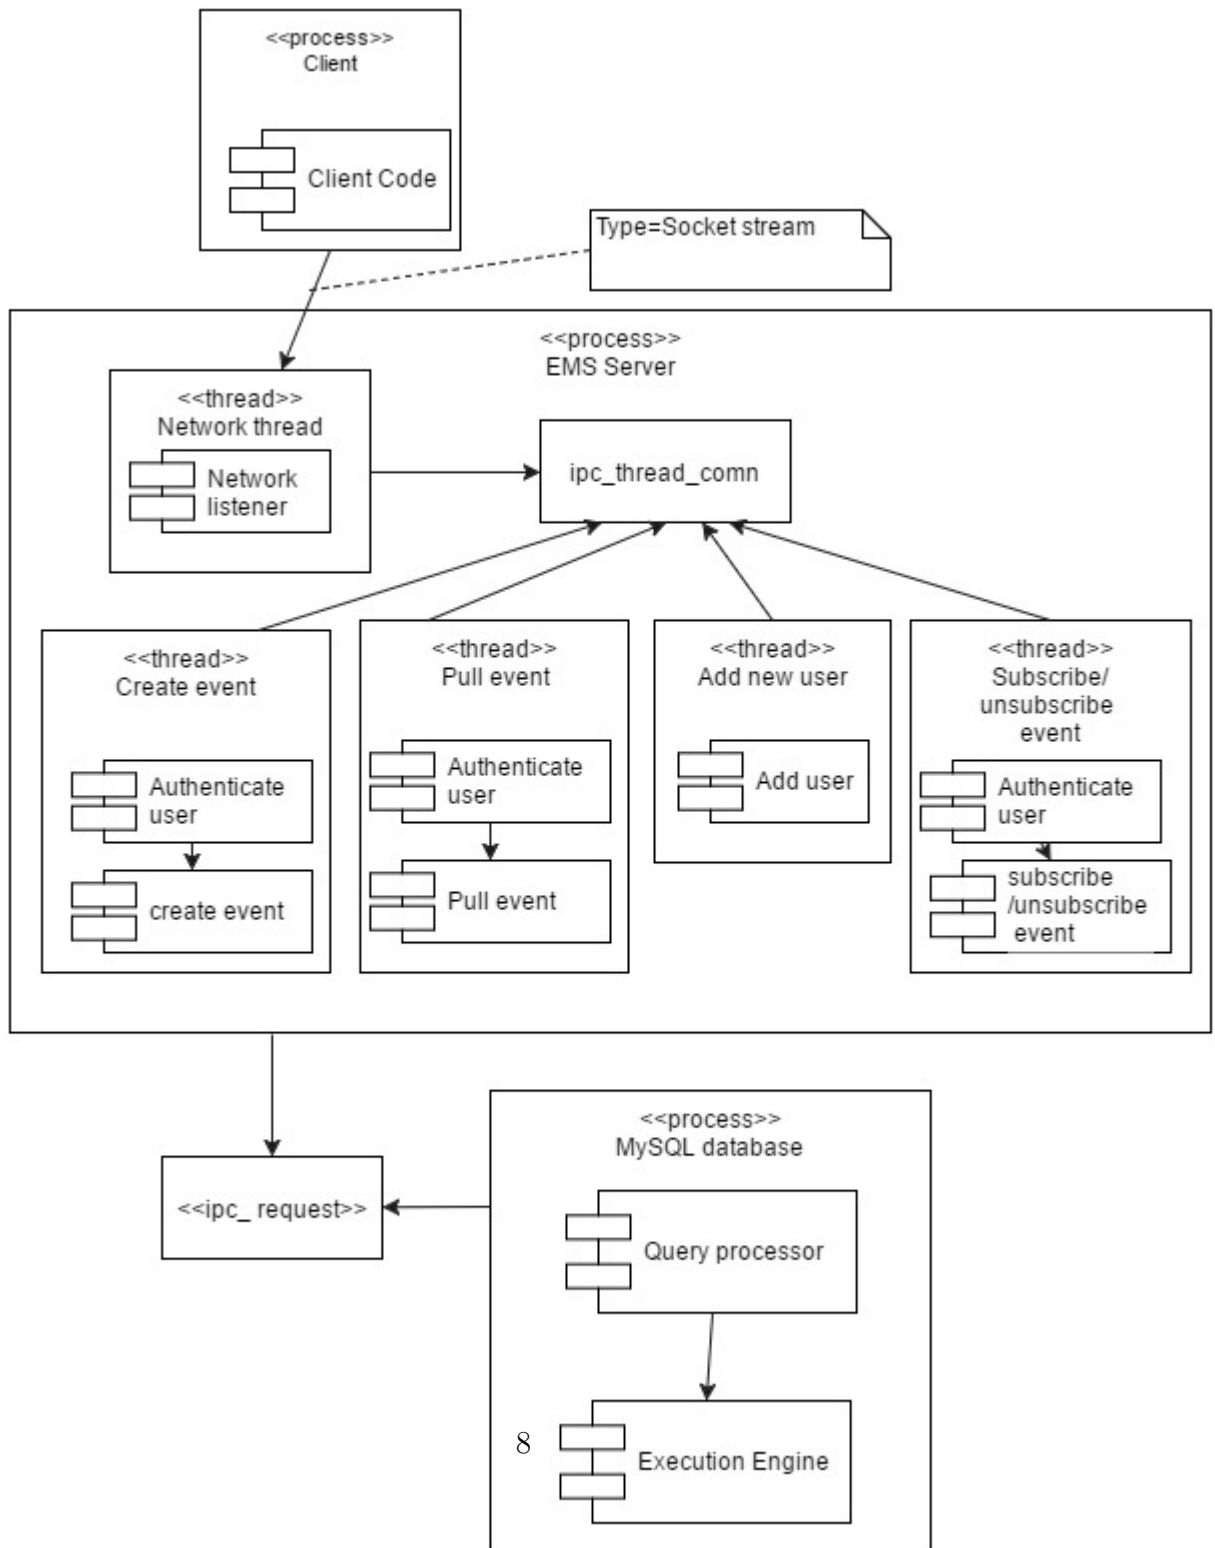 <<process>>
Client
Client Code
Type=Socket stream
<<process>>
EMS Server
<<thread>>
Network thread
Network
listener
ipc_thread_comn
<<thread>>
Create event
Authenticate
user
create event
<<thread>>
Pull event
Authenticate
user
Pull event
<<thread>>
Add new user
Add user
<<thread>>
Subscribe/
unsubscribe
event
Authenticate
user
subscribe
/unsubscribe
event
<<ipc_ request>>
<<process>>
MySQL database
Query processor
Execution Engine
8